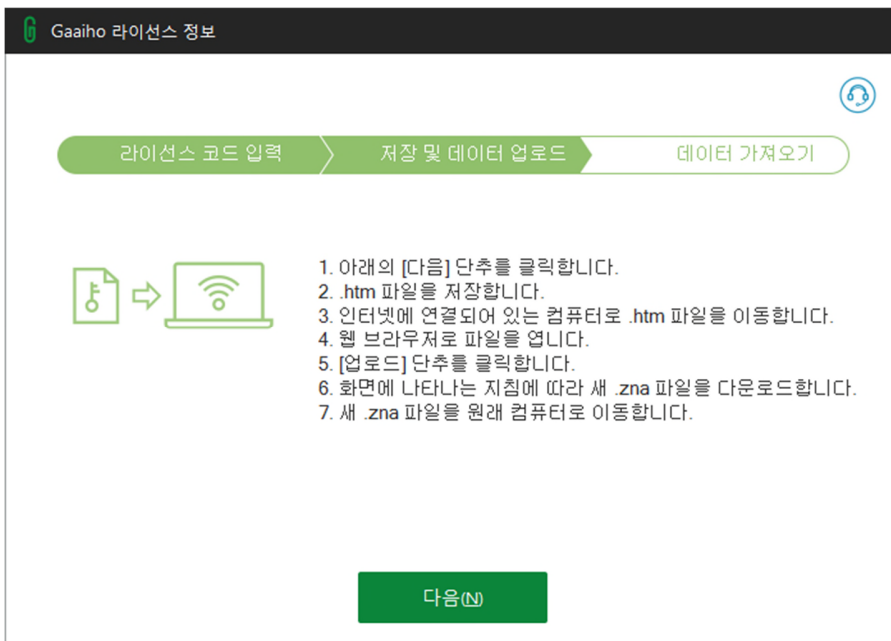 Gaaiho 라이선스 정보
라이선스 코드 입력
저장 및 데이터 업로드
데이터 가져오기
1. 아래의 [다음] 단추를 클릭합니다.
2. .htm 파일을 저장합니다.
3. 인터넷에 연결되어 있는 컴퓨터로 .htm 파일을 이동합니다.
4. 웹 브라우저로 파일을 엽니다.
5. [업로드] 단추를 클릭합니다.
6. 화면에 나타나는 지침에 따라 새 .zna 파일을 다운로드합니다.
7. 새 .zna 파일을 원래 컴퓨터로 이동합니다.
다음(N)